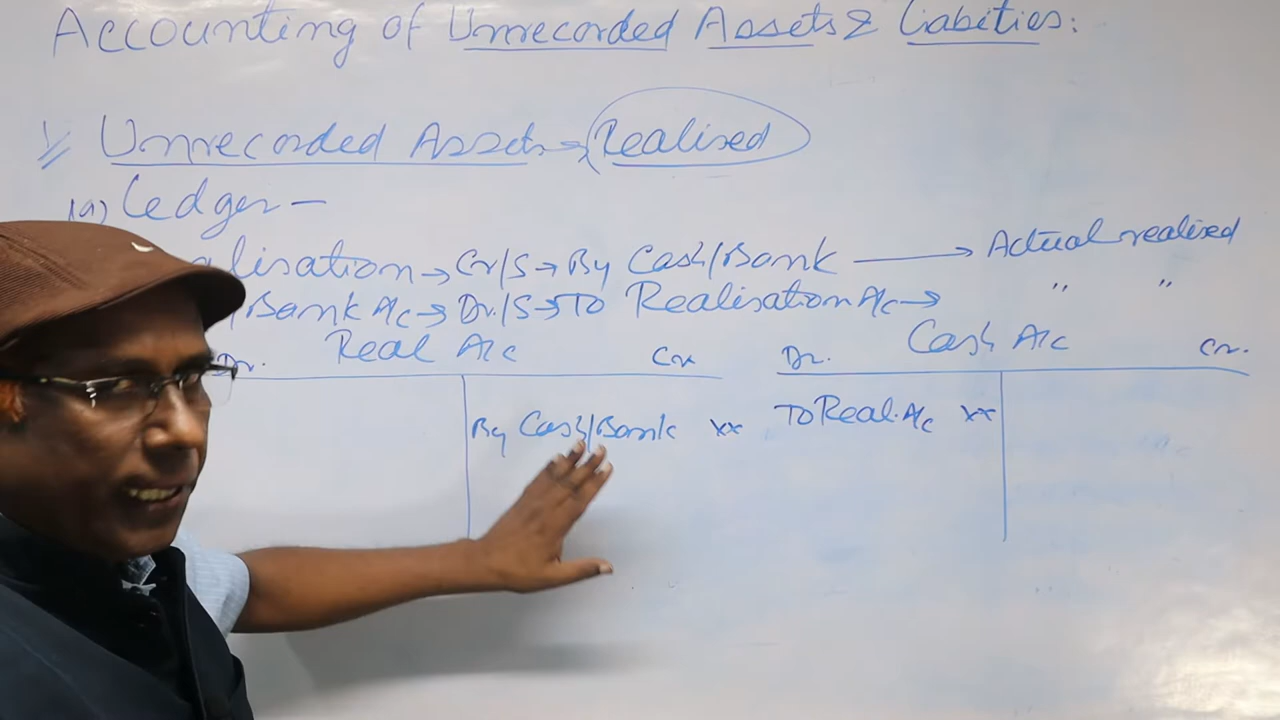 Accounting of Unrecorded Assets & Liabities:
1/ Unrecorded Assets → Realised
(a) Ledger —
alisation → Cr/S → By Cash/Bank → Actual realised
/Bank A/c → Dr./S → To Realisation A/c → " "
Dr. Real A/c Cr
Dr. Cash A/c Cr.
By Cash/Bank xx
To Real. A/c xx